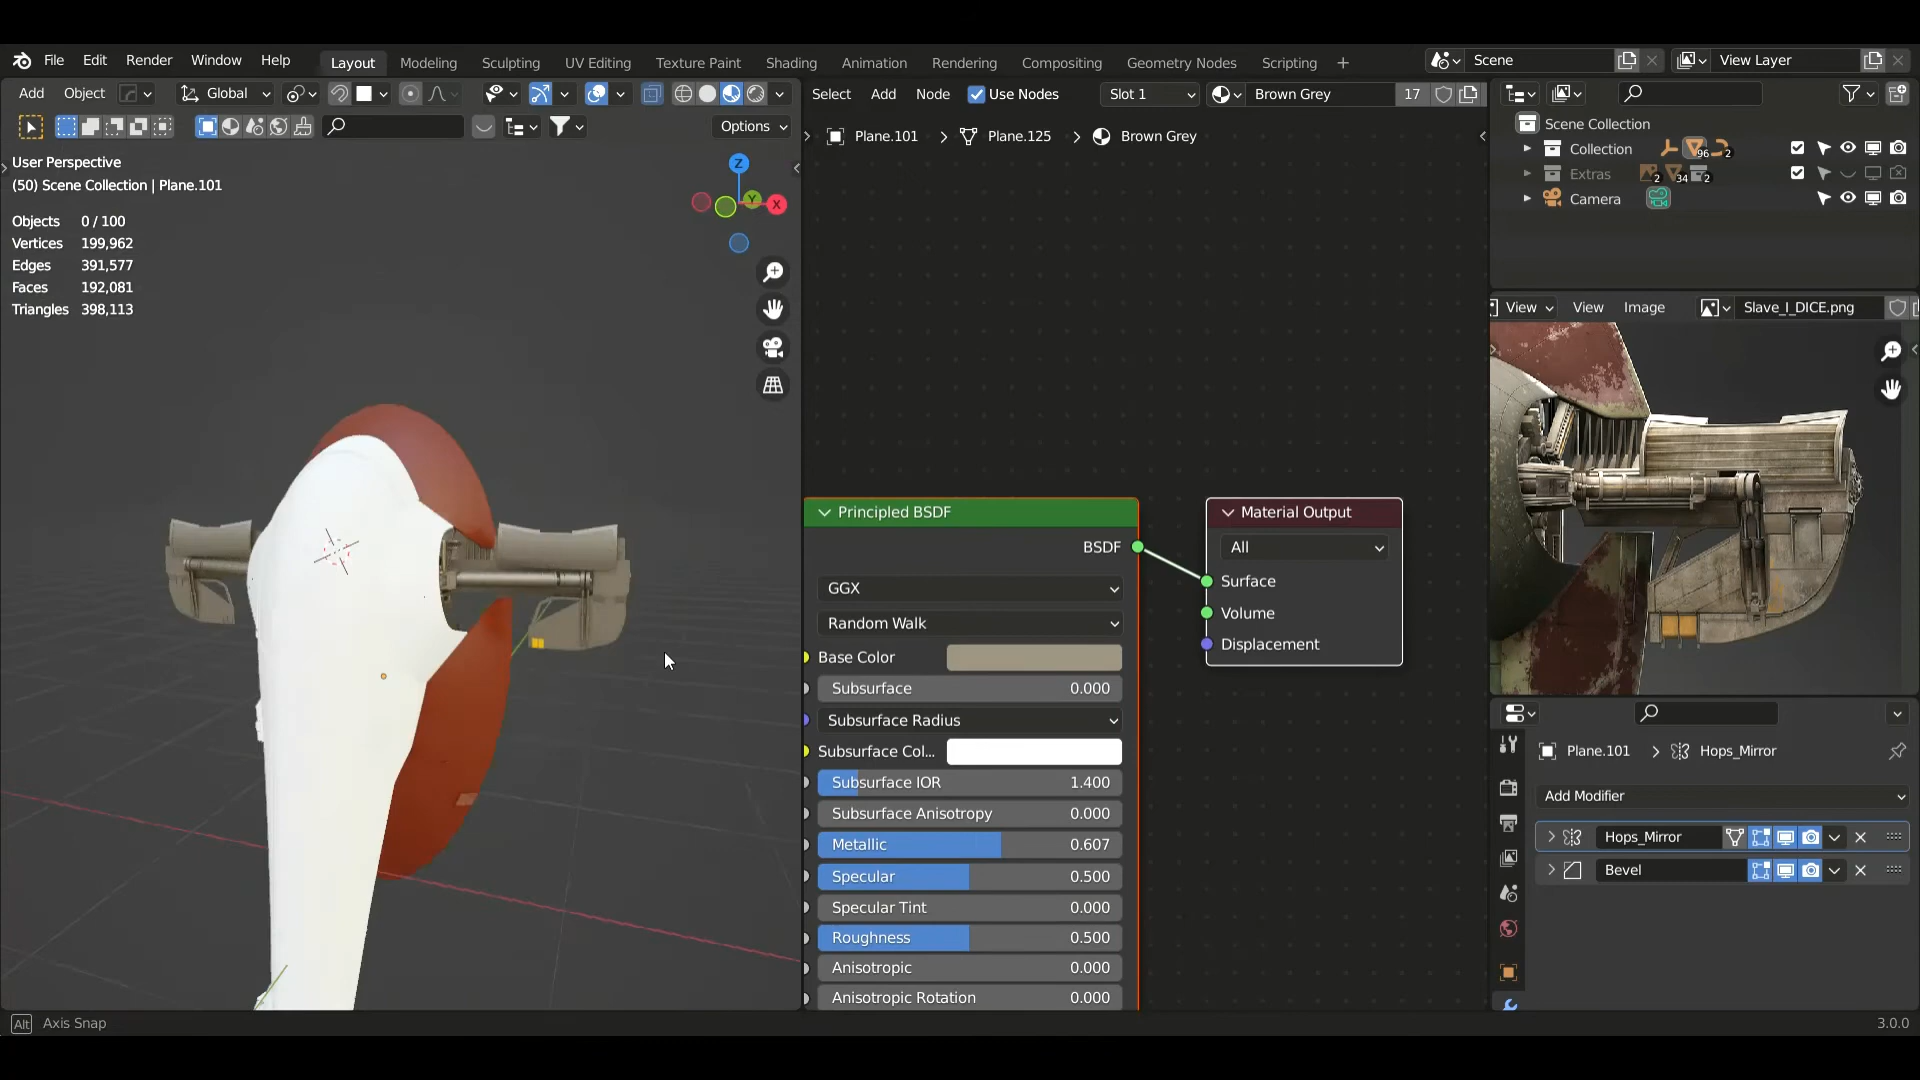 File Edit Render Window Help Layout Modeling Sculpting UV Editing Texture Paint Shading Animation Rendering Compositing Geometry Nodes Scripting + Scene View Layer
Add Object Global Select Add Node Use Nodes Slot 1 Brown Grey 17
Options
User Perspective
(50) Scene Collection | Plane.101
Objects 0 / 100
Vertices 199,962
Edges 391,577
Faces 192,081
Triangles 398,113
Z
Y
X
Plane.101 > Plane.125 > Brown Grey
Principled BSDF
BSDF
GGX
Random Walk
Base Color
Subsurface 0.000
Subsurface Radius
Subsurface Col...
Subsurface IOR 1.400
Subsurface Anisotropy 0.000
Metallic 0.607
Specular 0.500
Specular Tint 0.000
Roughness 0.500
Anisotropic 0.000
Anisotropic Rotation 0.000
Material Output
All
Surface
Volume
Displacement
Scene Collection
Collection 96 2
Extras 2 34 2
Camera
View View Image Slave_I_DICE.png
Plane.101 > Hops_Mirror
Add Modifier
Hops_Mirror
Bevel
Alt Axis Snap
3.0.0